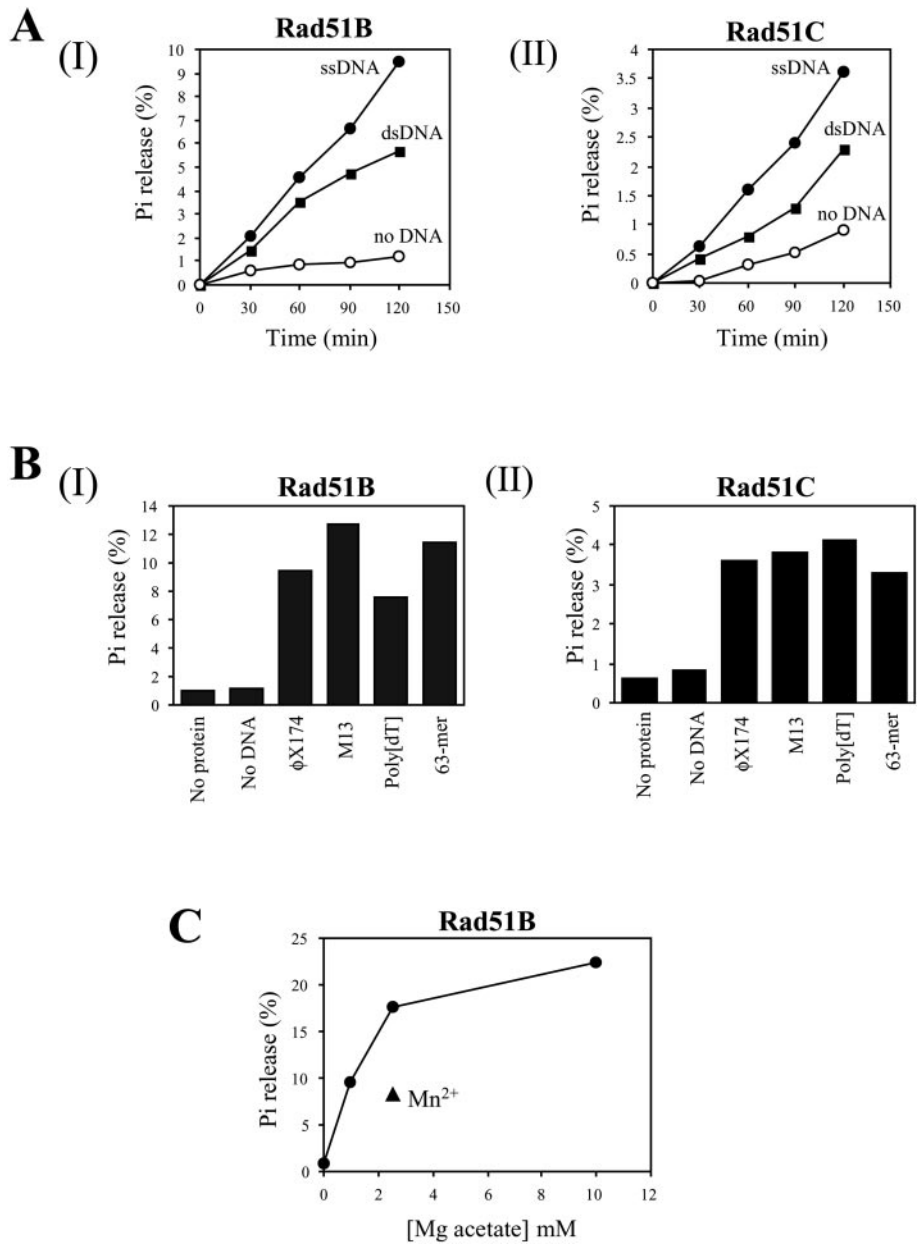 A
(I)
Rad51B
Pi release (%)
10
9
8
7
6
5
4
3
2
1
0
ssDNA
dsDNA
no DNA
0 30 60 90 120 150
Time (min)
(II)
Rad51C
Pi release (%)
4
3.5
3
2.5
2
1.5
1
0.5
0
ssDNA
dsDNA
no DNA
0 30 60 90 120 150
Time (min)
B
(I)
Rad51B
Pi release (%)
14
12
10
8
6
4
2
0
No protein
No DNA
ϕX174
M13
Poly[dT]
63-mer
(II)
Rad51C
Pi release (%)
5
4
3
2
1
0
No protein
No DNA
ϕX174
M13
Poly[dT]
63-mer
C
Rad51B
Pi release (%)
25
20
15
10
5
0
Mn²⁺
0 2 4 6 8 10 12
[Mg acetate] mM